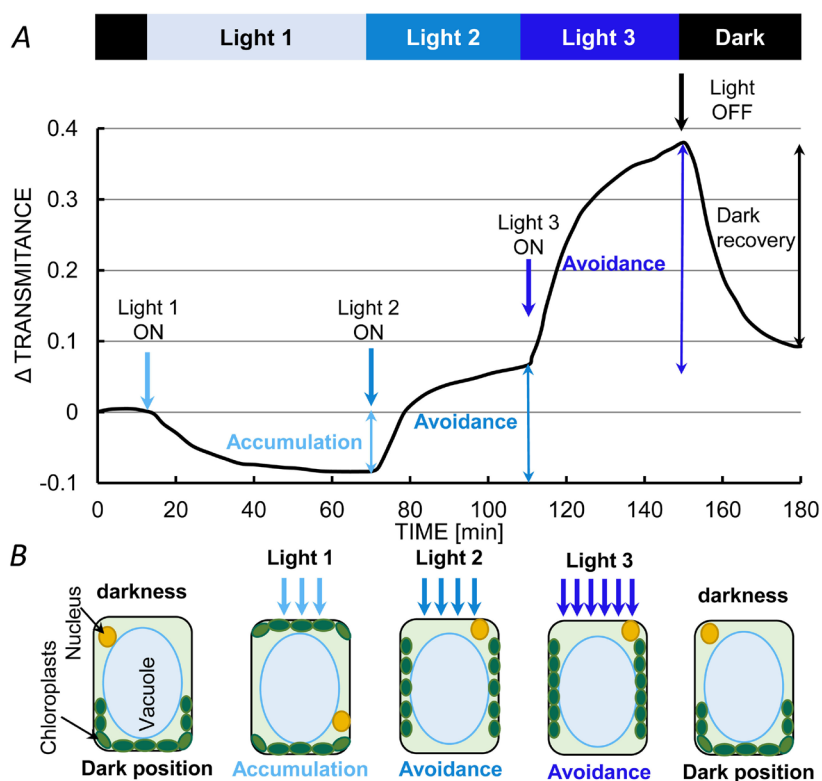 A
Light 1
Light 2
Light 3
Dark
Light
OFF
0.4
0.3
0.2
0.1
0
-0.1
Δ TRANSMITANCE
Light 1
ON
Light 2
ON
Light 3
ON
Accumulation
Avoidance
Avoidance
Dark
recovery
0
20
40
60
80
100
120
140
160
180
TIME [min]
B
darkness
Light 1
Light 2
Light 3
darkness
Nucleus
Chloroplasts
Vacuole
Dark position
Accumulation
Avoidance
Avoidance
Dark position